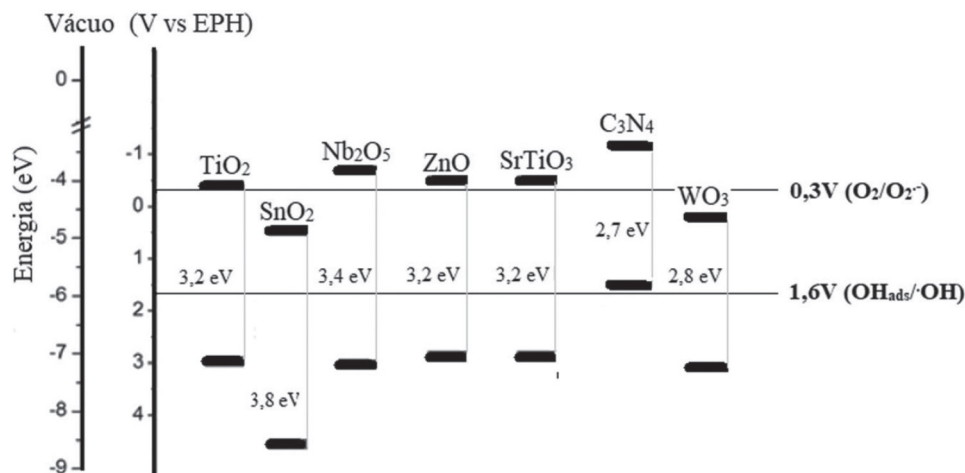 Vácuo (V vs EPH)
Energia (eV)
0
-4
-5
-6
-7
-8
-9
-1
0
1
2
3
4
TiO₂
3,2 eV
SnO₂
3,8 eV
Nb₂O₅
3,4 eV
ZnO
3,2 eV
SrTiO₃
3,2 eV
C₃N₄
2,7 eV
WO₃
2,8 eV
0,3V (O₂/O₂·⁻)
1,6V (OHads/·OH)